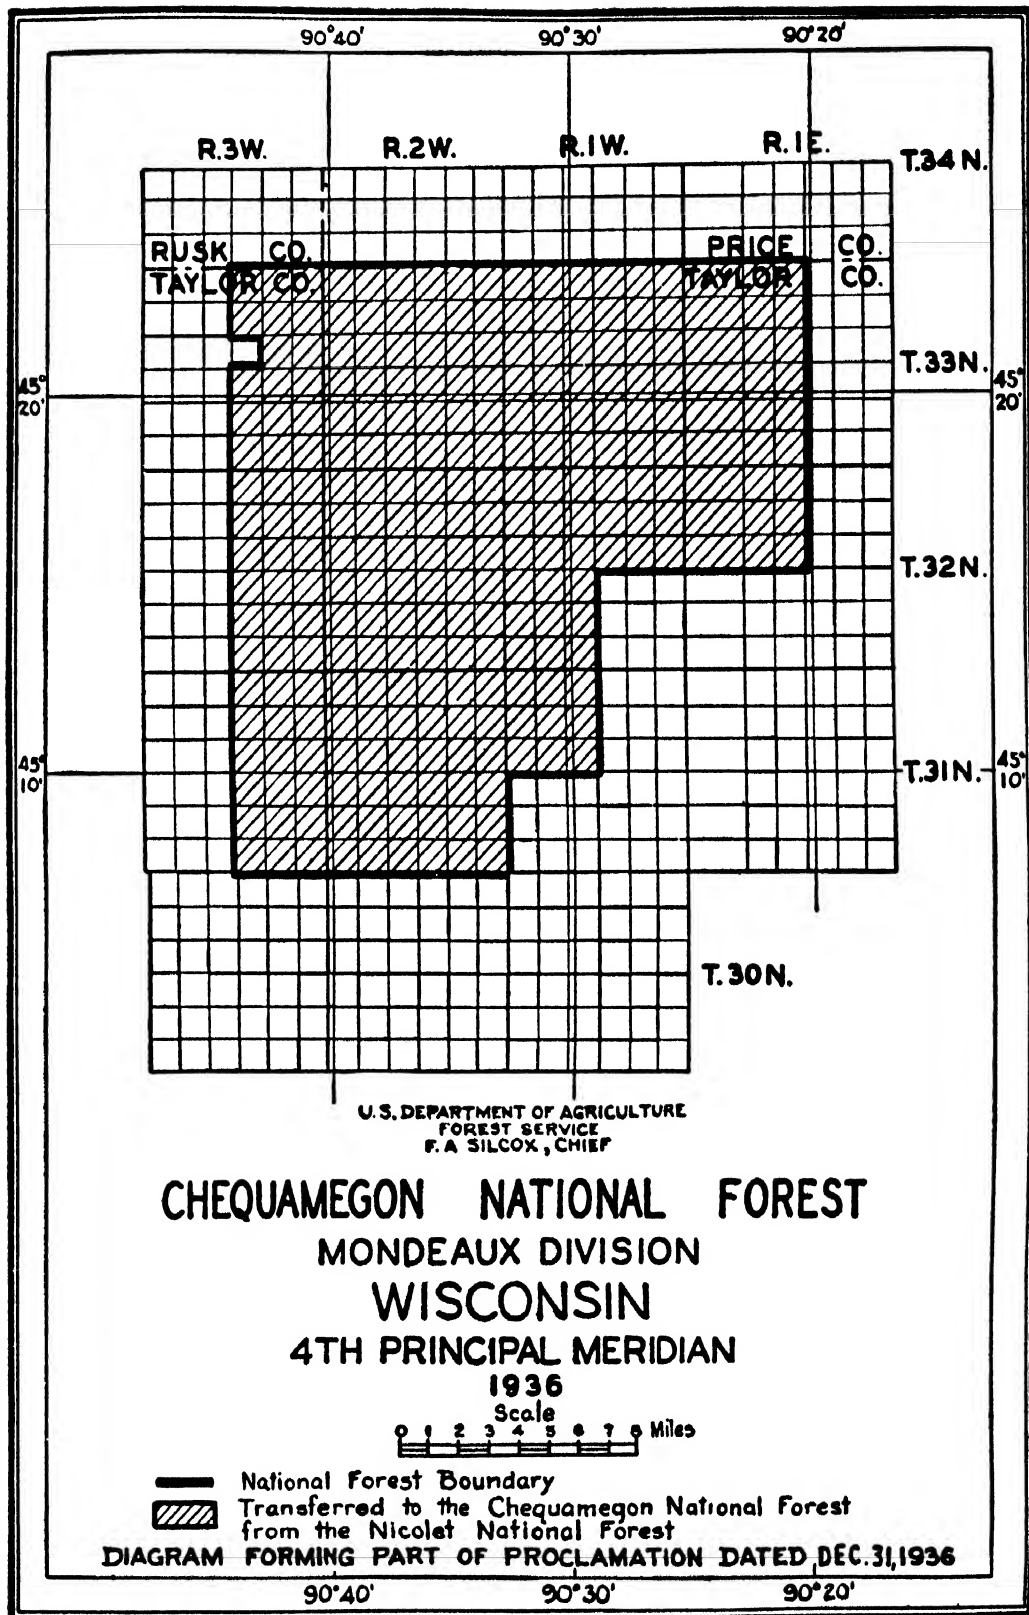 90°40' 90°30' 90°20'
R.3W. R.2W. R.1W. R.1E.
T.34N.
RUSK CO. PRICE CO.
TAYLOR CO. TAYLOR CO.
T.33N.
45° 20' 45° 20'
T.32N.
45° 10' T.31N. 45° 10'
T.30N.
U.S. DEPARTMENT OF AGRICULTURE
FOREST SERVICE
F.A SILCOX, CHIEF
CHEQUAMEGON NATIONAL FOREST
MONDEAUX DIVISION
WISCONSIN
4TH PRINCIPAL MERIDIAN
1936
Scale
0 1 2 3 4 5 6 7 8 Miles
National Forest Boundary
Transferred to the Chequamegon National Forest
from the Nicolet National Forest
DIAGRAM FORMING PART OF PROCLAMATION DATED DEC.31,1936
90°40' 90°30' 90°20'